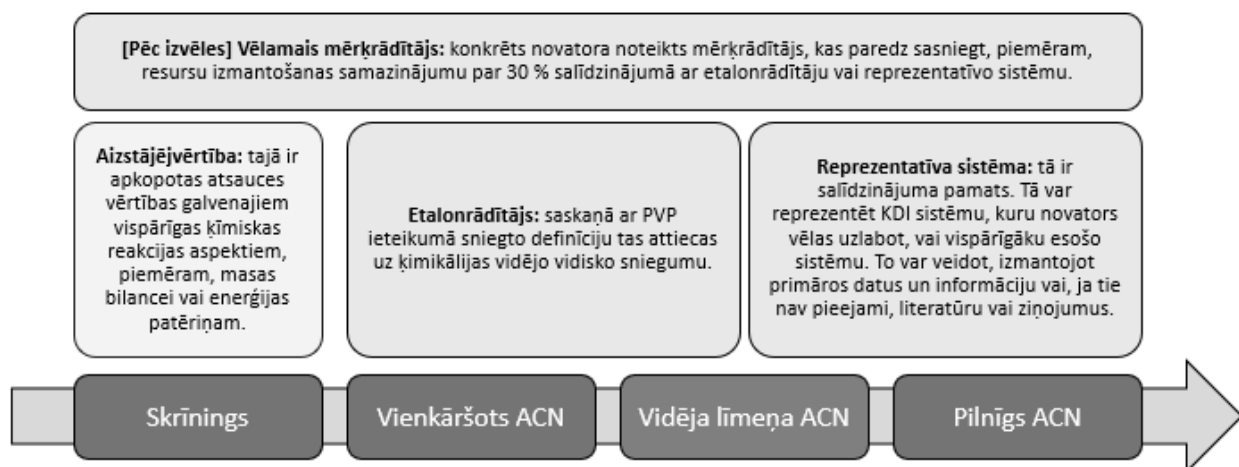 [Pēc izvēles] Vēlamais mērķrādītājs: konkrēts novatora noteikts mērķrādītājs, kas paredz sasniegt, piemēram,
resursu izmantošanas samazinājumu par 30 % salīdzinājumā ar etalonrādītāju vai reprezentatīvo sistēmu.
Aizstājējvērtība: tajā ir
apkopotas atsauces
vērtības galvenajiem
vispārīgas ķīmiskas
reakcijas aspektiem,
piemēram, masas
bilancei vai enerģijas
patēriņam.
Etalonrādītājs: saskaņā ar PVP
ieteikumā sniegto definīciju tas attiecas
uz ķimikālijas vidējo vidisko sniegumu.
Reprezentatīva sistēma: tā ir
salīdzinājuma pamats. Tā var
reprezentēt KDI sistēmu, kuru novators
vēlas uzlabot, vai vispārīgāku esošo
sistēmu. To var veidot, izmantojot
primāros datus un informāciju vai, ja tie
nav pieejami, literatūru vai ziņojumus.
Skrīnings
Vienkāršots ACN
Vidēja līmeņa ACN
Pilnīgs ACN